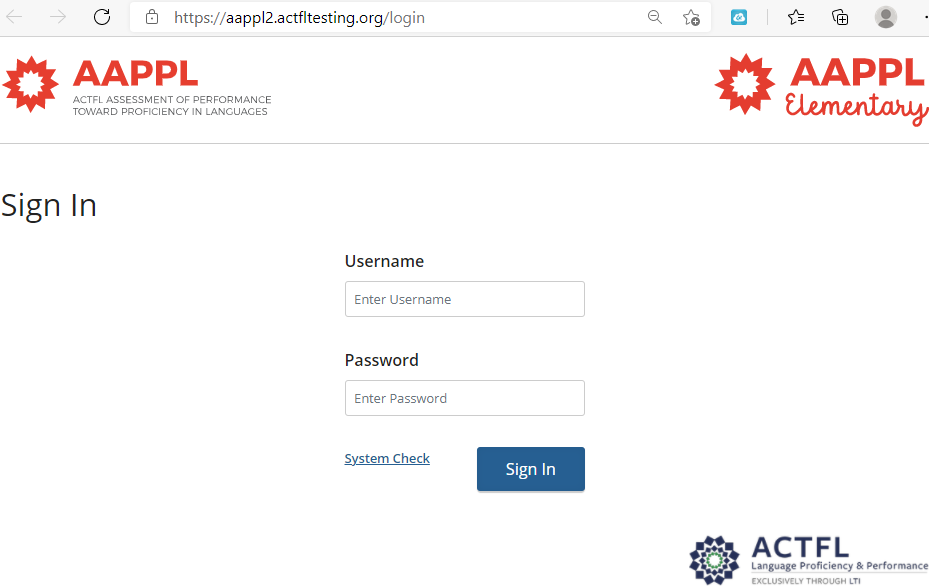 https://aappl2.actfltesting.org/login
AAPPL
ACTFL ASSESSMENT OF PERFORMANCE
TOWARD PROFICIENCY IN LANGUAGES
AAPPL
Elementary
Sign In
Username
Enter Username
Password
Enter Password
System Check
Sign In
ACTFL
Language Proficiency & Performance
EXCLUSIVELY THROUGH LTI